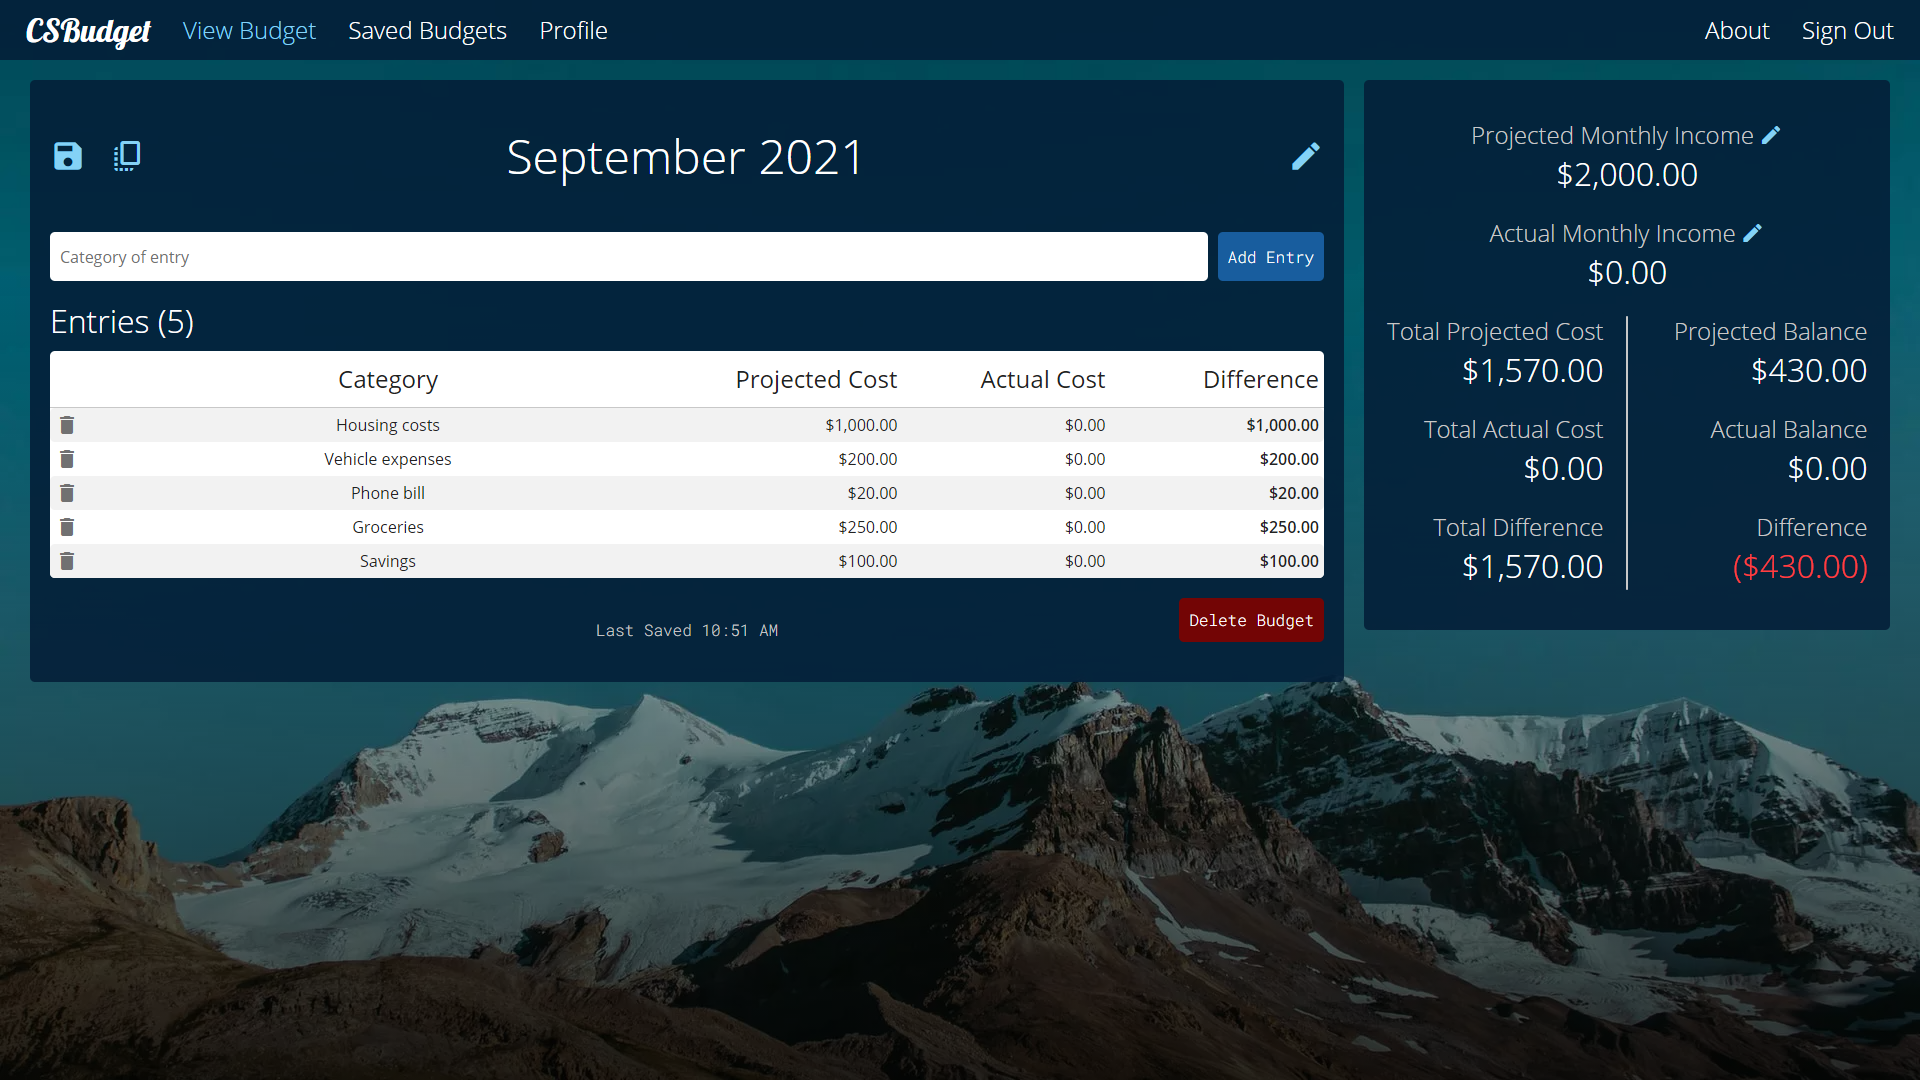 CSBudget View Budget Saved Budgets Profile About Sign Out
September 2021
Category of entry Add Entry
Entries (5)
Category Projected Cost Actual Cost Difference
Housing costs $1,000.00 $0.00 $1,000.00
Vehicle expenses $200.00 $0.00 $200.00
Phone bill $20.00 $0.00 $20.00
Groceries $250.00 $0.00 $250.00
Savings $100.00 $0.00 $100.00
Last Saved 10:51 AM Delete Budget
Projected Monthly Income
$2,000.00
Actual Monthly Income
$0.00
Total Projected Cost Projected Balance
$1,570.00 $430.00
Total Actual Cost Actual Balance
$0.00 $0.00
Total Difference Difference
$1,570.00 ($430.00)